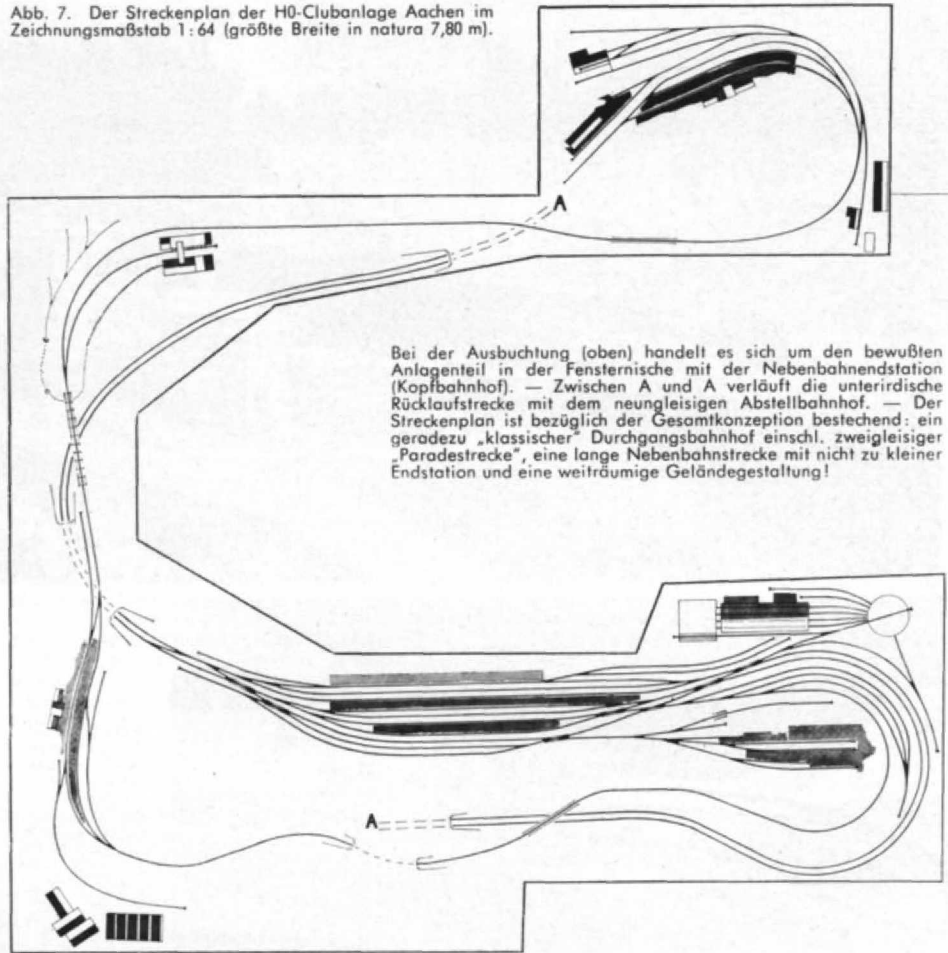 Abb. 7. Der Streckenplan der H0-Clubanlage Aachen im
Zeichnungsmaßstab 1:64 (größte Breite in natura 7,80 m).
A
Bei der Ausbuchtung (oben) handelt es sich um den bewußten
Anlagenteil in der Fensternische mit der Nebenbahnendstation
(Kopfbahnhof). — Zwischen A und A verläuft die unterirdische
Rücklaufstrecke mit dem neungleisigen Abstellbahnhof. — Der
Streckenplan ist bezüglich der Gesamtkonzeption bestechend: ein
geradezu „klassischer" Durchgangsbahnhof einschl. zweigleisiger
„Paradestrecke", eine lange Nebenbahnstrecke mit nicht zu kleiner
Endstation und eine weiträumige Geländegestaltung!
A